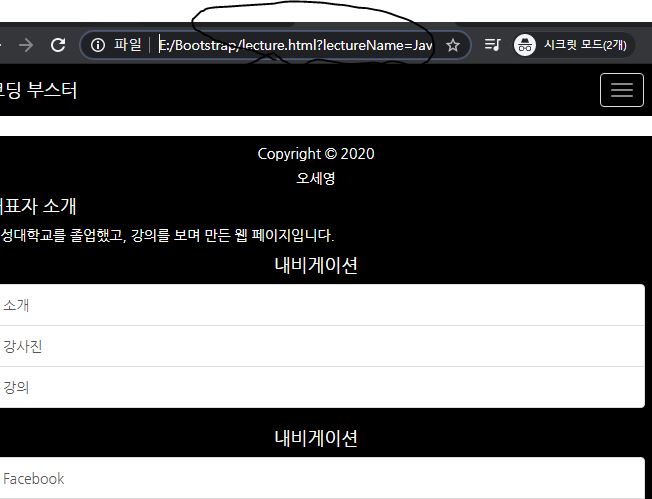 파일 | E:/Bootstrap/lecture.html?lectureName=Jav 시크릿 모드(2개)
코딩 부스터
Copyright © 2020
오세영
대표자 소개
성대학교를 졸업했고, 강의를 보며 만든 웹 페이지입니다.
내비게이션
소개
강사진
강의
내비게이션
Facebook